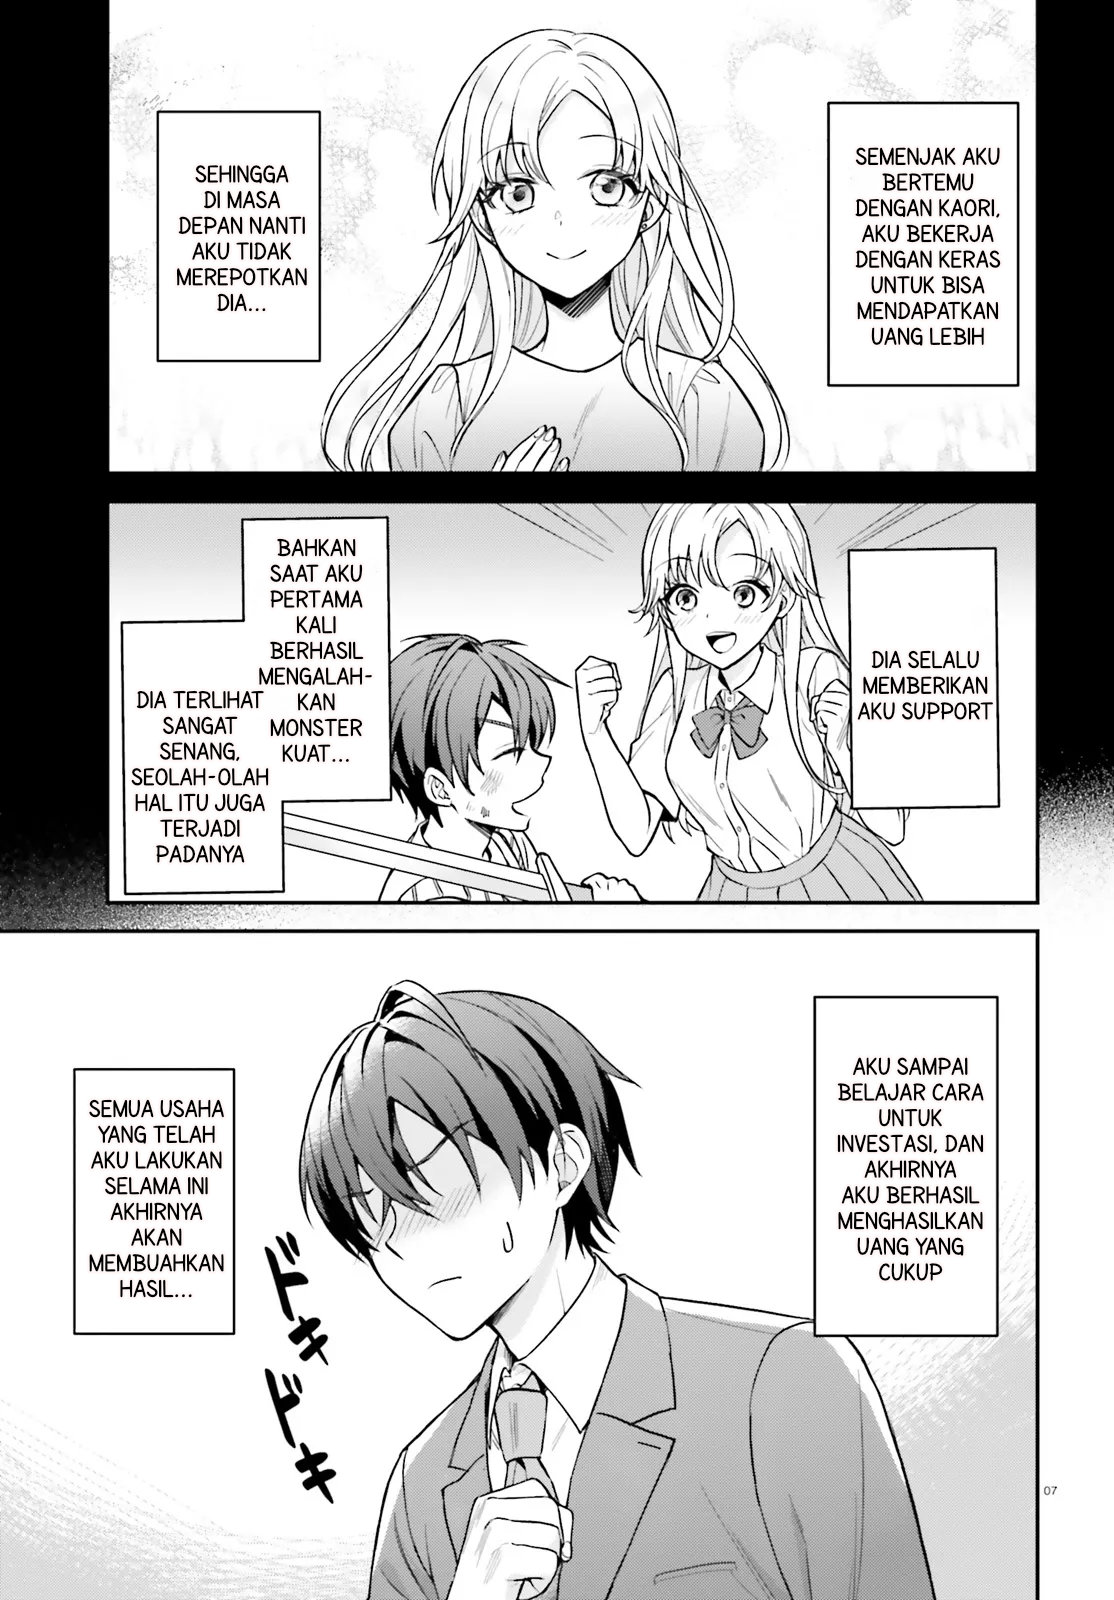 SEMENJAK AKU
BERTEMU
DENGAN KAORI,
AKU BEKERJA
DENGAN KERAS
UNTUK BISA
MENDAPATKAN
UANG LEBIH
SEHINGGA
DI MASA
DEPAN NANTI
AKU TIDAK
MEREPOTKAN
DIA...
DIA SELALU
MEMBERIKAN
AKU SUPPORT
BAHKAN
SAAT AKU
PERTAMA
KALI
BERHASIL
MENGALAH-
KAN
MONSTER
KUAT...
DIA TERLIHAT
SANGAT
SENANG,
SEOLAH-OLAH
HAL ITU JUGA
TERJADI
PADANYA
AKU SAMPAI
BELAJAR CARA
UNTUK
INVESTASI, DAN
AKHIRNYA
AKU BERHASIL
MENGHASILKAN
UANG YANG
CUKUP
SEMUA USAHA
YANG TELAH
AKU LAKUKAN
SELAMA INI
AKHIRNYA
AKAN
MEMBUAHKAN
HASIL...
ドキ
ドキ
07